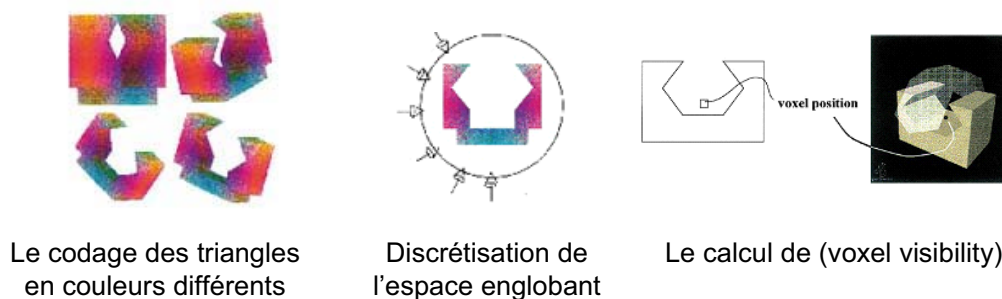 voxel position
Le codage des triangles
en couleurs différents
Discrétisation de
l’espace englobant
Le calcul de (voxel visibility)